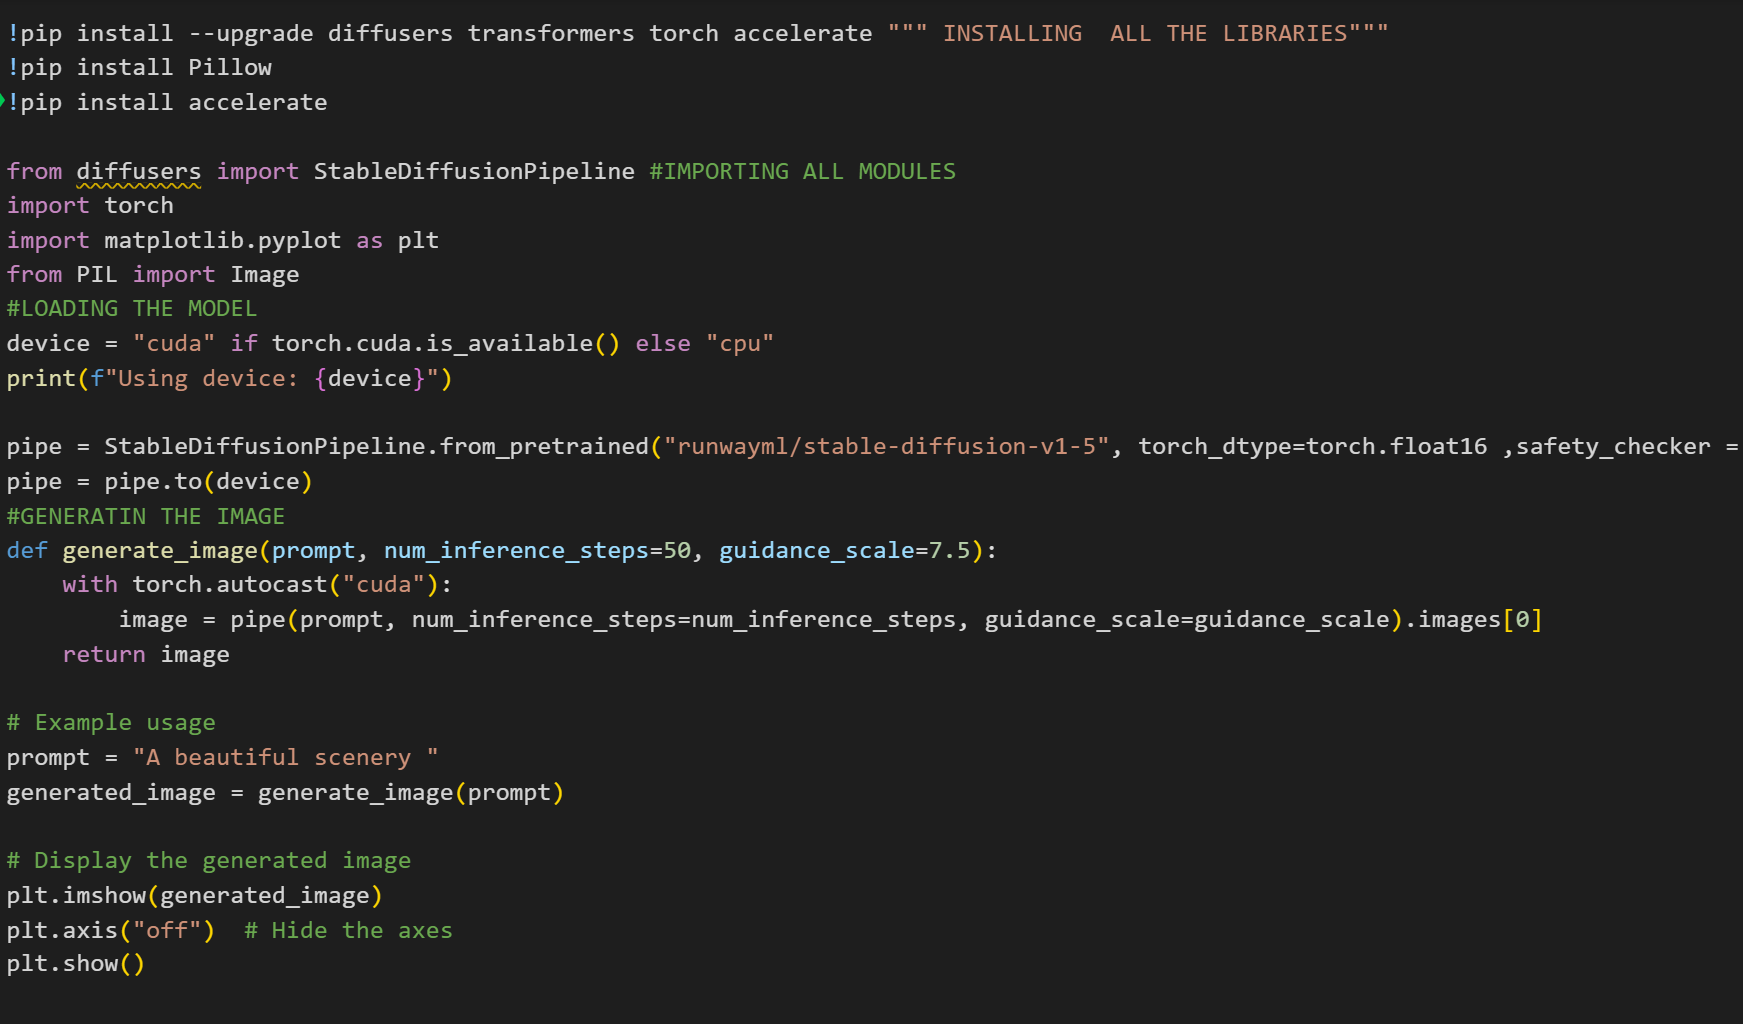 !pip install --upgrade diffusers transformers torch accelerate """ INSTALLING  ALL THE LIBRARIES"""
!pip install Pillow
!pip install accelerate

from diffusers import StableDiffusionPipeline #IMPORTING ALL MODULES
import torch
import matplotlib.pyplot as plt
from PIL import Image
#LOADING THE MODEL
device = "cuda" if torch.cuda.is_available() else "cpu"
print(f"Using device: {device}")

pipe = StableDiffusionPipeline.from_pretrained("runwayml/stable-diffusion-v1-5", torch_dtype=torch.float16 ,safety_checker =
pipe = pipe.to(device)
#GENERATIN THE IMAGE
def generate_image(prompt, num_inference_steps=50, guidance_scale=7.5):
    with torch.autocast("cuda"):
        image = pipe(prompt, num_inference_steps=num_inference_steps, guidance_scale=guidance_scale).images[0]
    return image

# Example usage
prompt = "A beautiful scenery "
generated_image = generate_image(prompt)

# Display the generated image
plt.imshow(generated_image)
plt.axis("off")  # Hide the axes
plt.show()